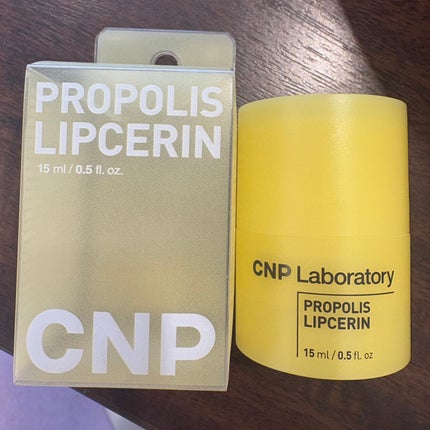 PROPOLIS
LIPCERIN
15 ml / 0.5 fl. oz.
CNP
CNP Laboratory
PROPOLIS
LIPCERIN
15 ml / 0.5 fl. oz